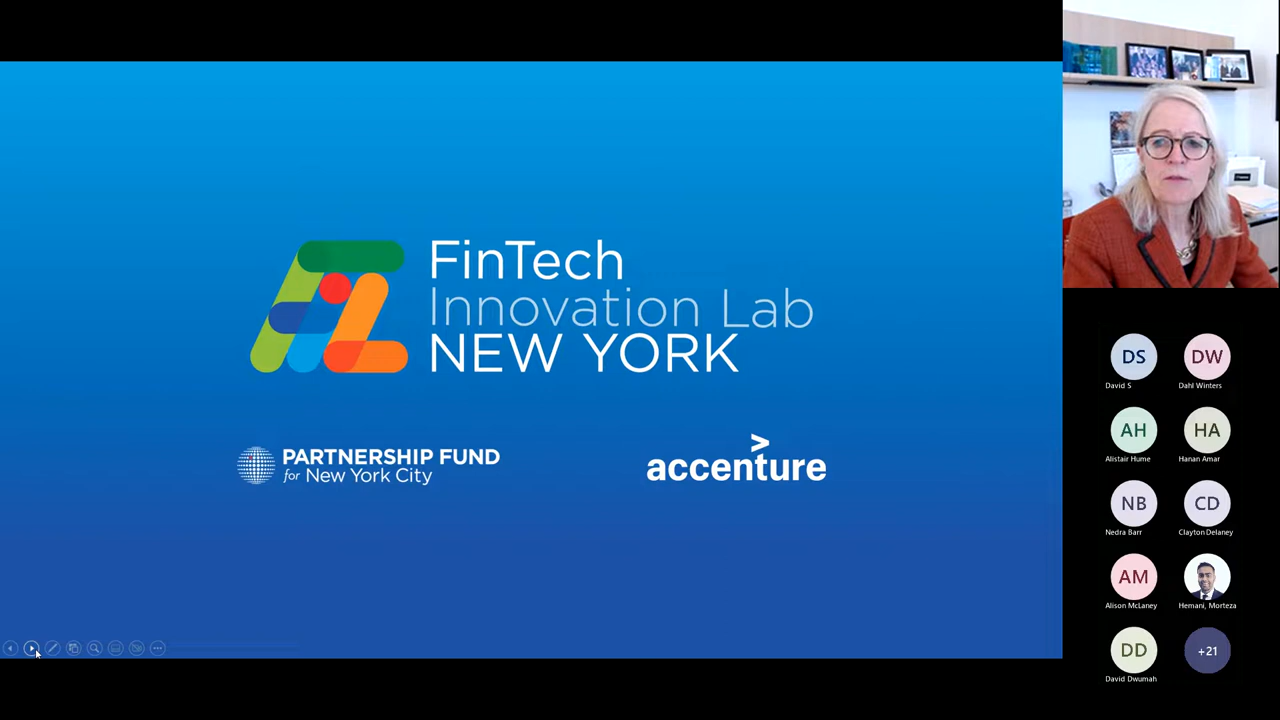 FinTech
Innovation Lab
NEW YORK
PARTNERSHIP FUND
for New York City
>
accenture
DS
David S
DW
Dahl Winters
AH
Alistair Hume
HA
Hanan Amar
NB
Nedra Barr
CD
Clayton Delaney
AM
Alison McLaney
Hemani, Morteza
DD
David Dwumah
+21